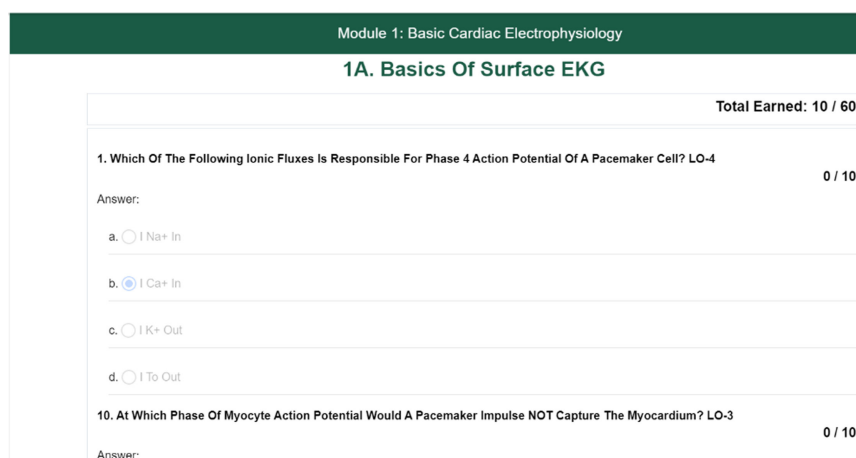 Module 1: Basic Cardiac Electrophysiology
1A. Basics Of Surface EKG
Total Earned: 10 / 60
1. Which Of The Following Ionic Fluxes Is Responsible For Phase 4 Action Potential Of A Pacemaker Cell? LO-4
0 / 10
Answer:
a. I Na+ In
b. I Ca+ In
c. I K+ Out
d. I To Out
10. At Which Phase Of Myocyte Action Potential Would A Pacemaker Impulse NOT Capture The Myocardium? LO-3
0 / 10
Answer: